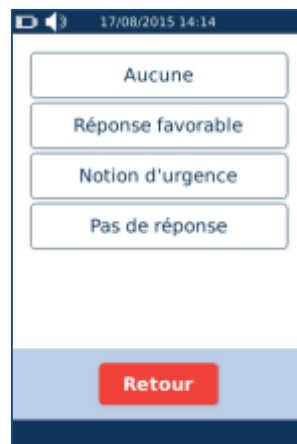 17/08/2015 14:14
Aucune
Réponse favorable
Notion d'urgence
Pas de réponse
Retour